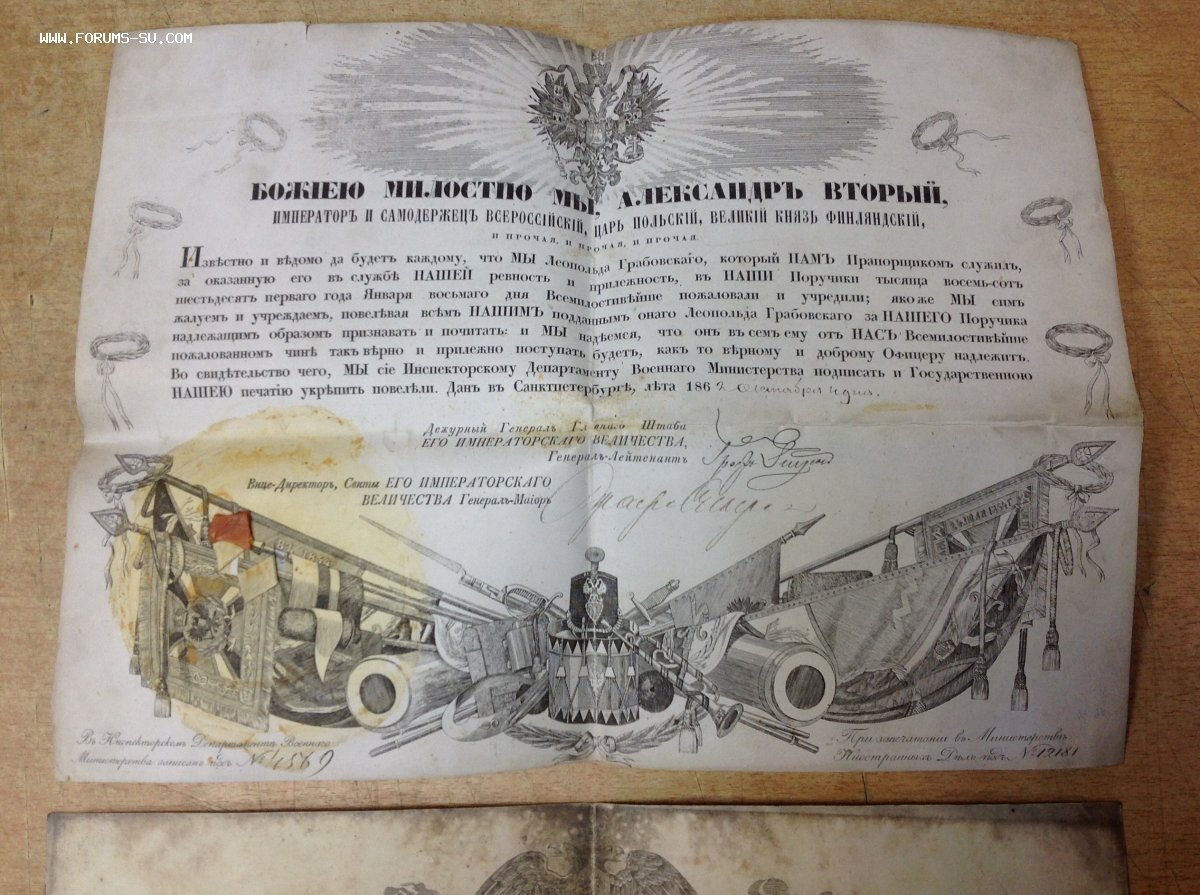 WWW.FORUMS-SU.COM
БОЖІЕЮ МИЛОСТІЮ МЫ, АЛЕКСАНДРЪ ВТОРЫЙ,
ИМПЕРАТОРЪ И САМОДЕРЖЕЦЪ ВСЕРОССІЙСКІЙ, ЦАРЬ ПОЛЬСКІЙ, ВЕЛИКІЙ КНЯЗЬ ФИНЛЯНДСКІЙ,
И ПРОЧАЯ, И ПРОЧАЯ, И ПРОЧАЯ.
Извѣстно и вѣдомо да будетъ каждому, что МЫ Леопольда Грабовскаго, который НАМЪ Прапорщикомъ служилъ,
за оказанную его въ службѣ НАШЕЙ ревность и прилежность, въ НАШИ Поручики тысяча восемь-сотъ
шестьдесятъ перваго года Января восьмаго дня Всемилостивѣйше пожаловали и учредили; якоже МЫ симъ
жалуемъ и учреждаемъ, повелѣвая всѣмъ НАШИМЪ подданнымъ онаго Леопольда Грабовскаго за НАШЕГО Поручика
надлежащимъ образомъ признавать и почитать: и МЫ надѣемся, что онъ въ семъ ему отъ НАСЪ Всемилостивѣйше
пожалованномъ чинѣ такъ вѣрно и прилежно поступать будетъ, какъ то вѣрному и доброму Офицеру надлежитъ.
Во свидѣтельство чего, МЫ сіе Инспекторскому Департаменту Военнаго Министерства подписать и Государственною
НАШЕЮ печатію укрѣпить повелѣли. Данъ въ Санктпетербургѣ, лѣта 1862 Октября дня.
Дежурный Генералъ Главнаго Штаба
ЕГО ИМПЕРАТОРСКАГО ВЕЛИЧЕСТВА,
Генералъ-Лейтенантъ Графъ
Вице-Директоръ, Свиты ЕГО ИМПЕРАТОРСКАГО
ВЕЛИЧЕСТВА Генералъ-Маіоръ
Въ Инспекторскомъ Департаментѣ Военнаго
Министерства записанъ подъ № 14569
При запечатаніи въ Министерствѣ
Иностранныхъ Дѣлъ подъ № 12181